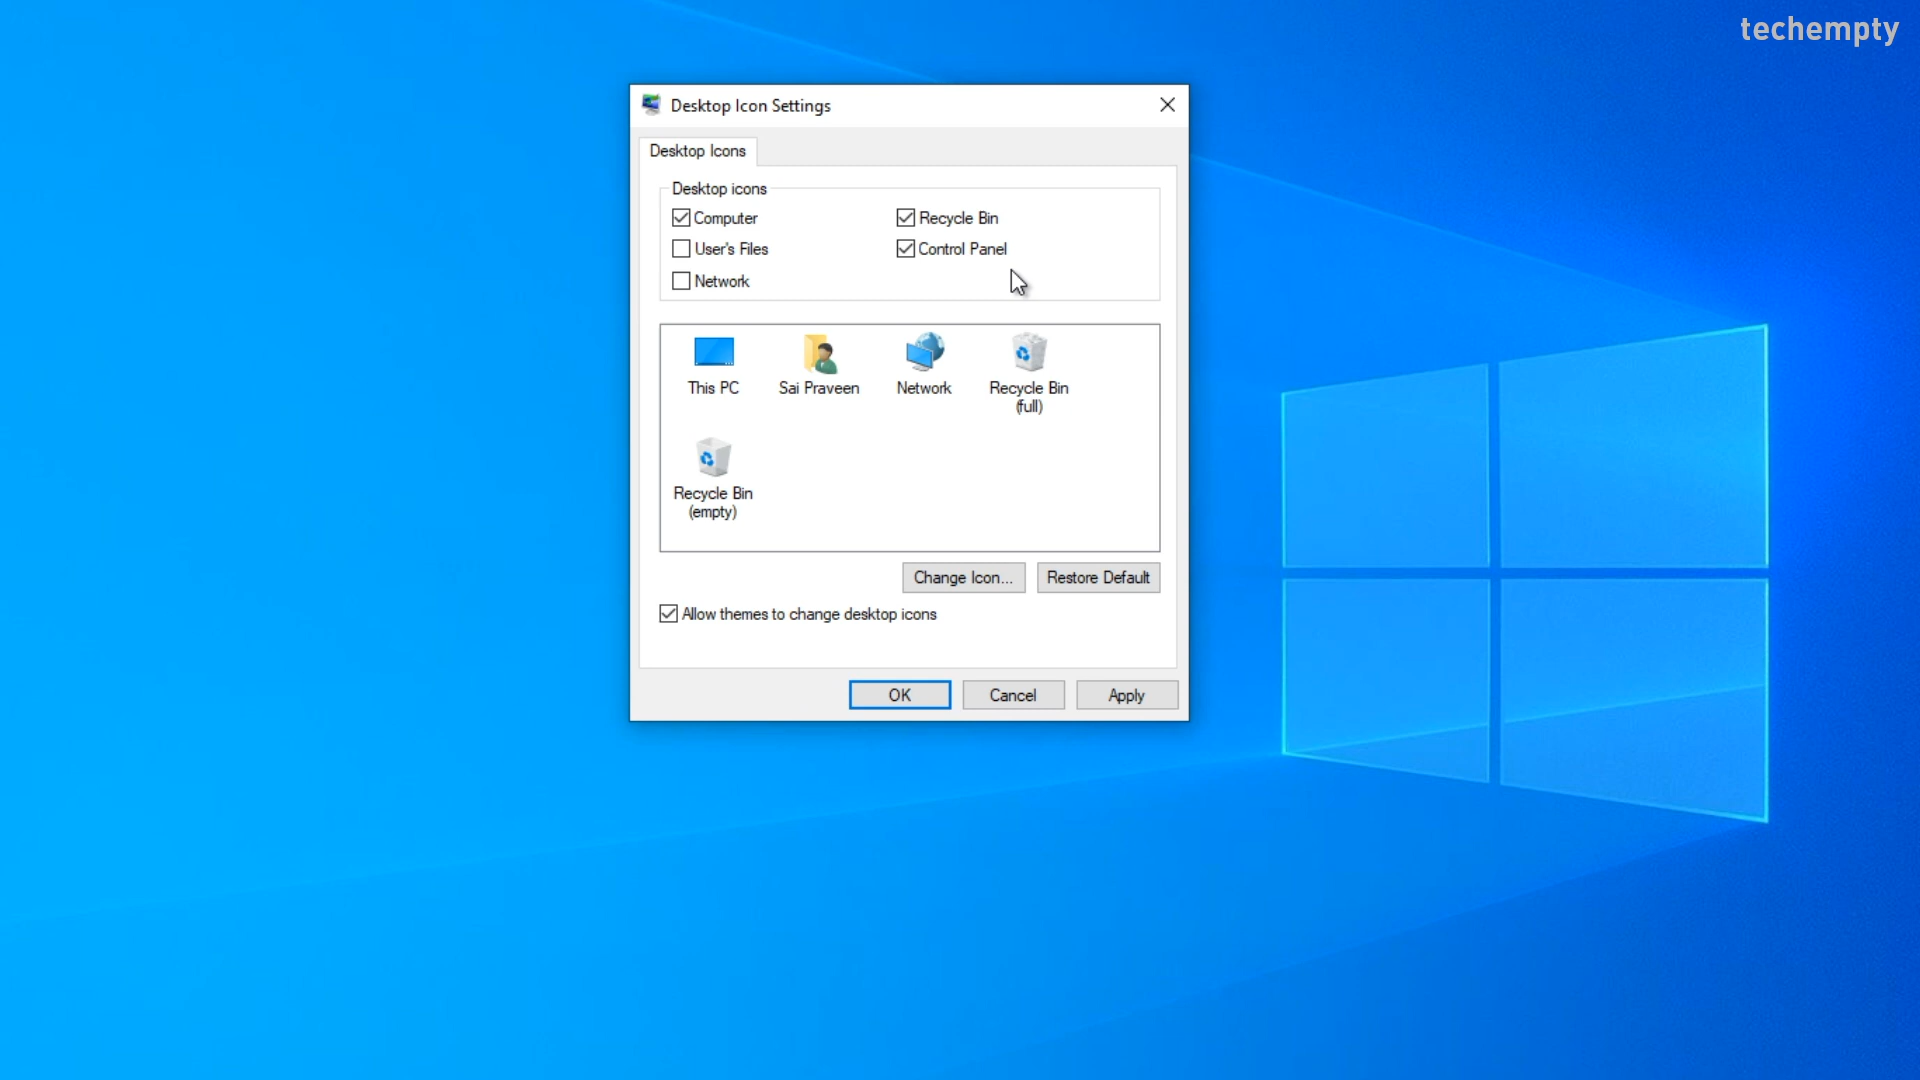 techempty
Desktop Icon Settings
Desktop Icons
Desktop icons
Computer
Recycle Bin
User's Files
Control Panel
Network
This PC
Sai Praveen
Network
Recycle Bin
(full)
Recycle Bin
(empty)
Change Icon...
Restore Default
Allow themes to change desktop icons
OK
Cancel
Apply